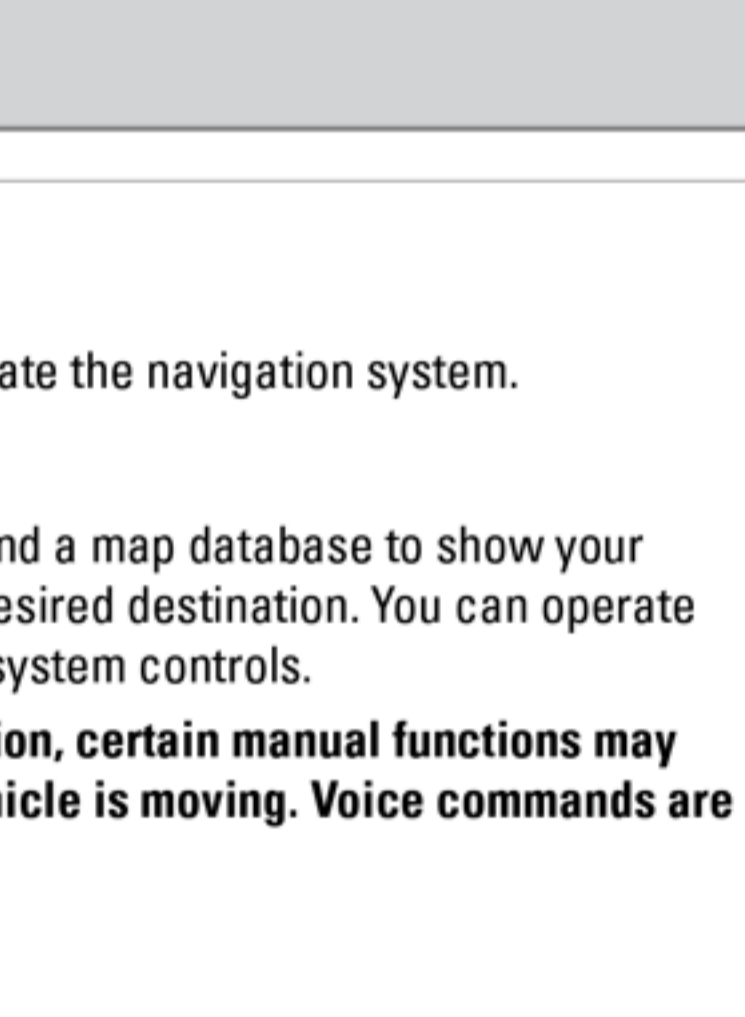 ate the navigation system.
nd a map database to show your
esired destination. You can operate
system controls.
ion, certain manual functions may
icle is moving. Voice commands are